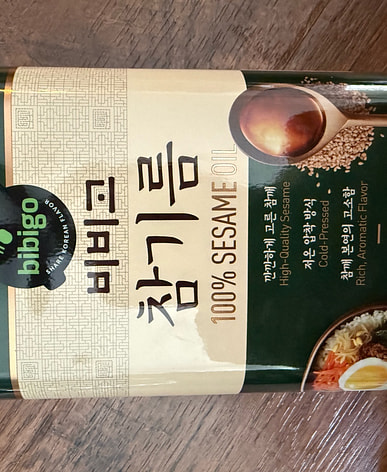 bibigo
SHARE KOREAN FLAVOR
비비고
참기름
100% SESAME OIL
깐깐하게 고른 참깨
High-Quality Sesame
저온 압착 방식
Cold-Pressed
참깨 본연의 고소함
Rich, Aromatic Flavor